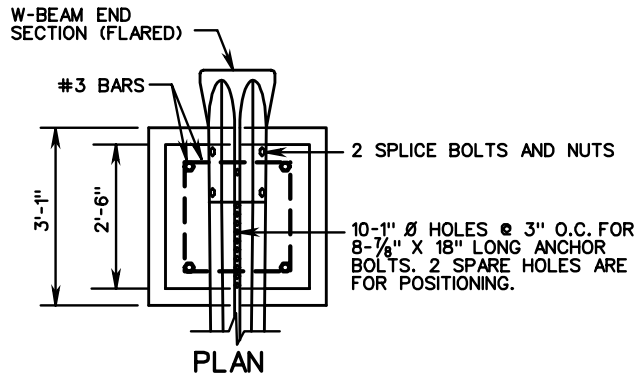 W-BEAM END
SECTION (FLARED)
#3 BARS
2 SPLICE BOLTS AND NUTS
3'-1"
2'-6"
10-1" Ø HOLES @ 3" O.C. FOR
8-7/8" X 18" LONG ANCHOR
BOLTS. 2 SPARE HOLES ARE
FOR POSITIONING.
PLAN